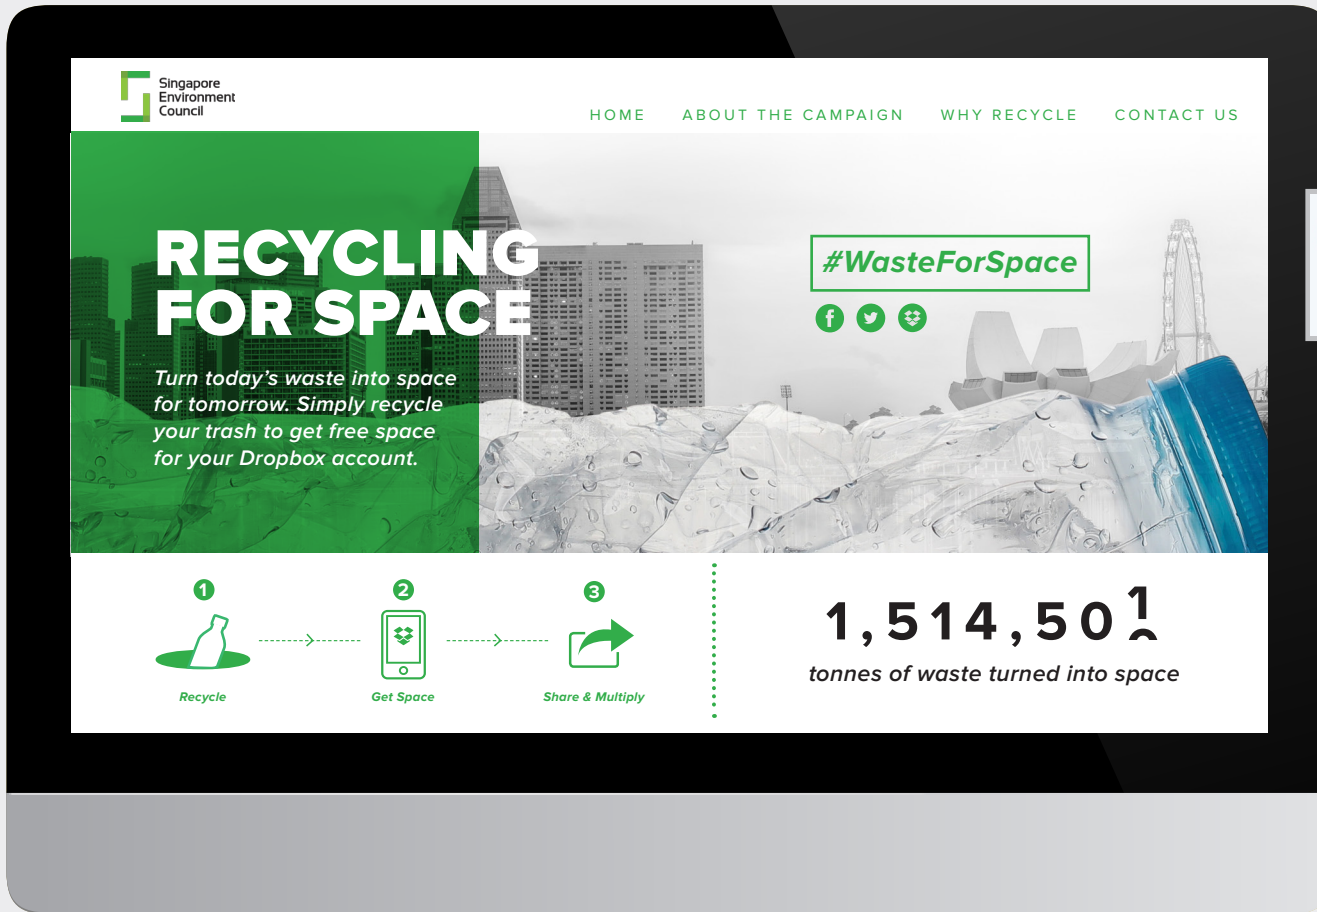 Singapore
Environment
Council
HOME ABOUT THE CAMPAIGN WHY RECYCLE CONTACT US
RECYCLING
FOR SPACE
Turn today's waste into space
for tomorrow. Simply recycle
your trash to get free space
for your Dropbox account.
#WasteForSpace
1
2
3
Recycle
Get Space
Share & Multiply
1,514,501
tonnes of waste turned into space